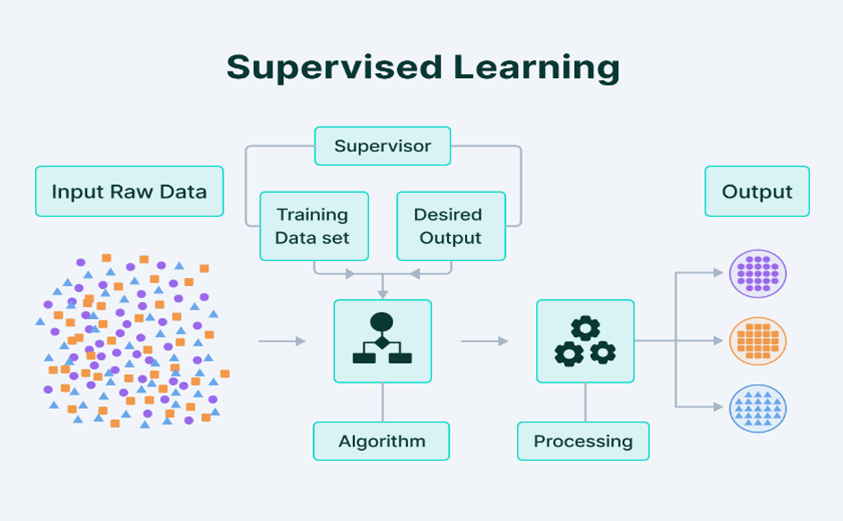 Supervised Learning
Supervisor
Input Raw Data
Training
Data set
Desired
Output
Output
Algorithm
Processing